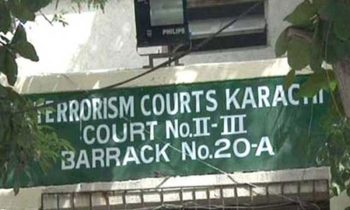 PHILIPS
TERRORISM COURTS KARACHI
COURT No.II-III
BARRACK No.20-A